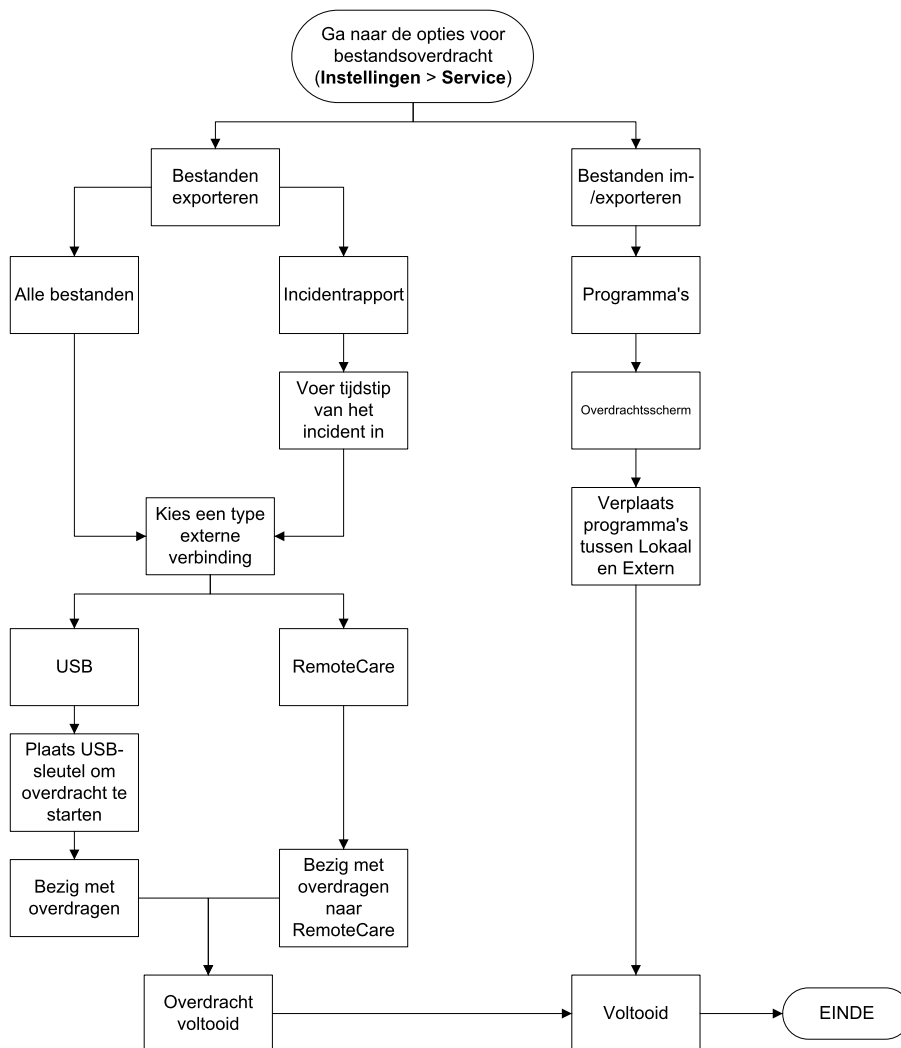 Ga naar de opties voor
bestandsoverdracht
(Instellingen > Service)
Bestanden
exporteren
Bestanden im-
/exporteren
Alle bestanden
Incidentrapport
Programma's
Voer tijdstip
van het
incident in
Overdrachtsscherm
Kies een type
externe
verbinding
Verplaats
programma's
tussen Lokaal
en Extern
USB
RemoteCare
Plaats USB-
sleutel om
overdracht te
starten
Bezig met
overdragen
Bezig met
overdragen
naar
RemoteCare
Overdracht
voltooid
Voltooid
EINDE